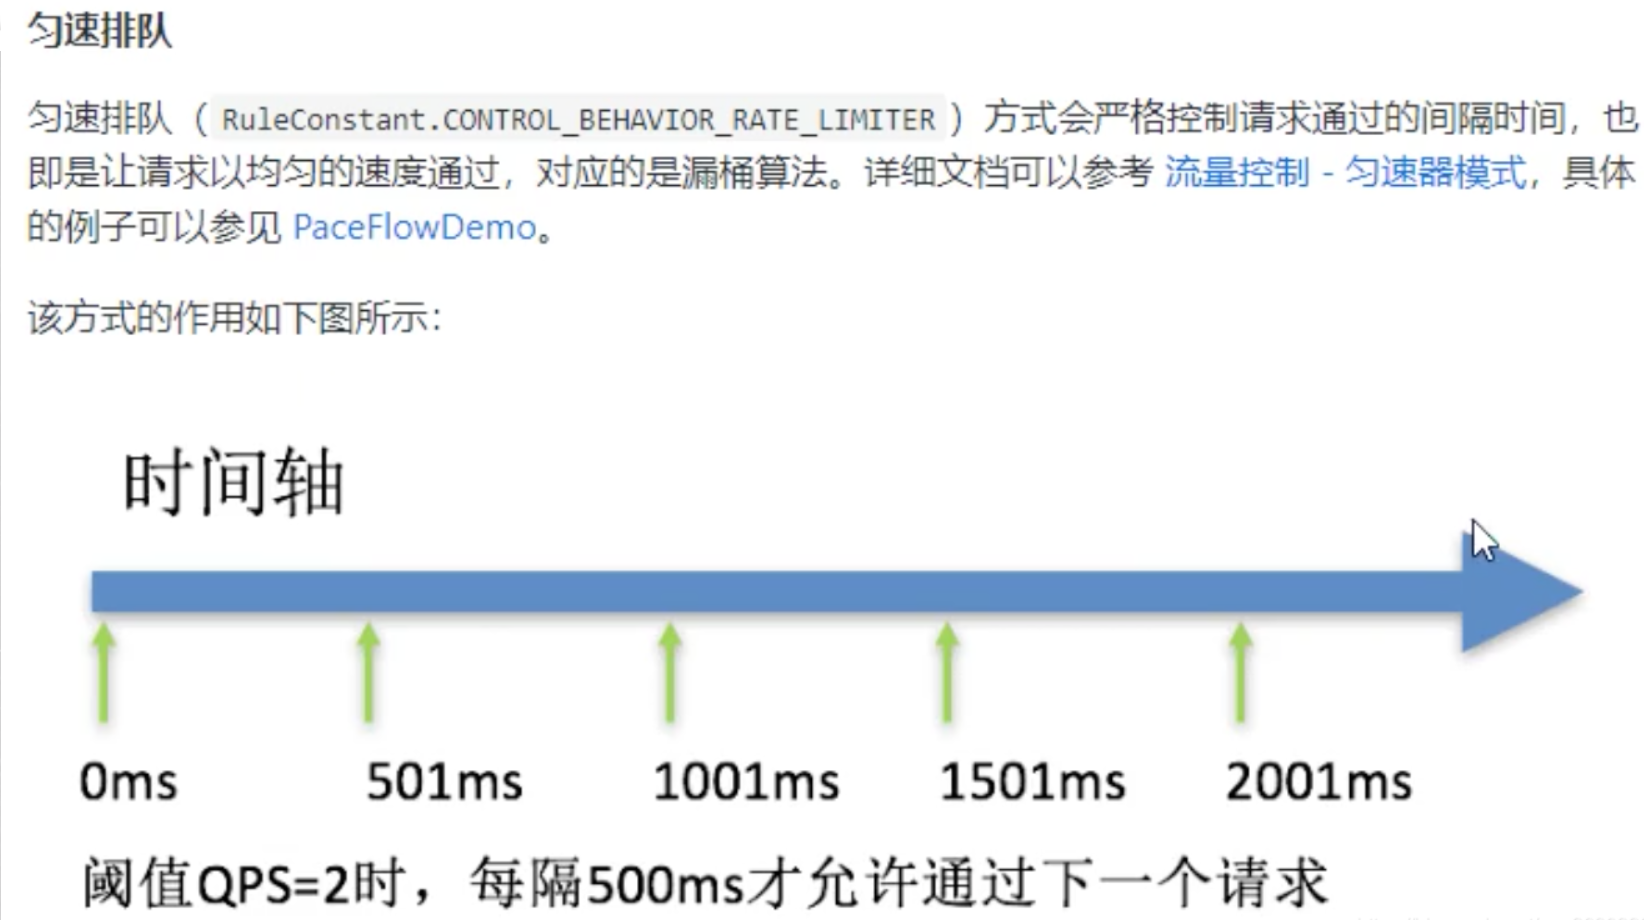 匀速排队
匀速排队（ RuleConstant.CONTROL_BEHAVIOR_RATE_LIMITER ）方式会严格控制请求通过的间隔时间，也
即是让请求以均匀的速度通过，对应的是漏桶算法。详细文档可以参考 流量控制 - 匀速器模式，具体
的例子可以参见 PaceFlowDemo。
该方式的作用如下图所示：
时间轴
0ms 501ms 1001ms 1501ms 2001ms
阈值QPS=2时，每隔500ms才允许通过下一个请求